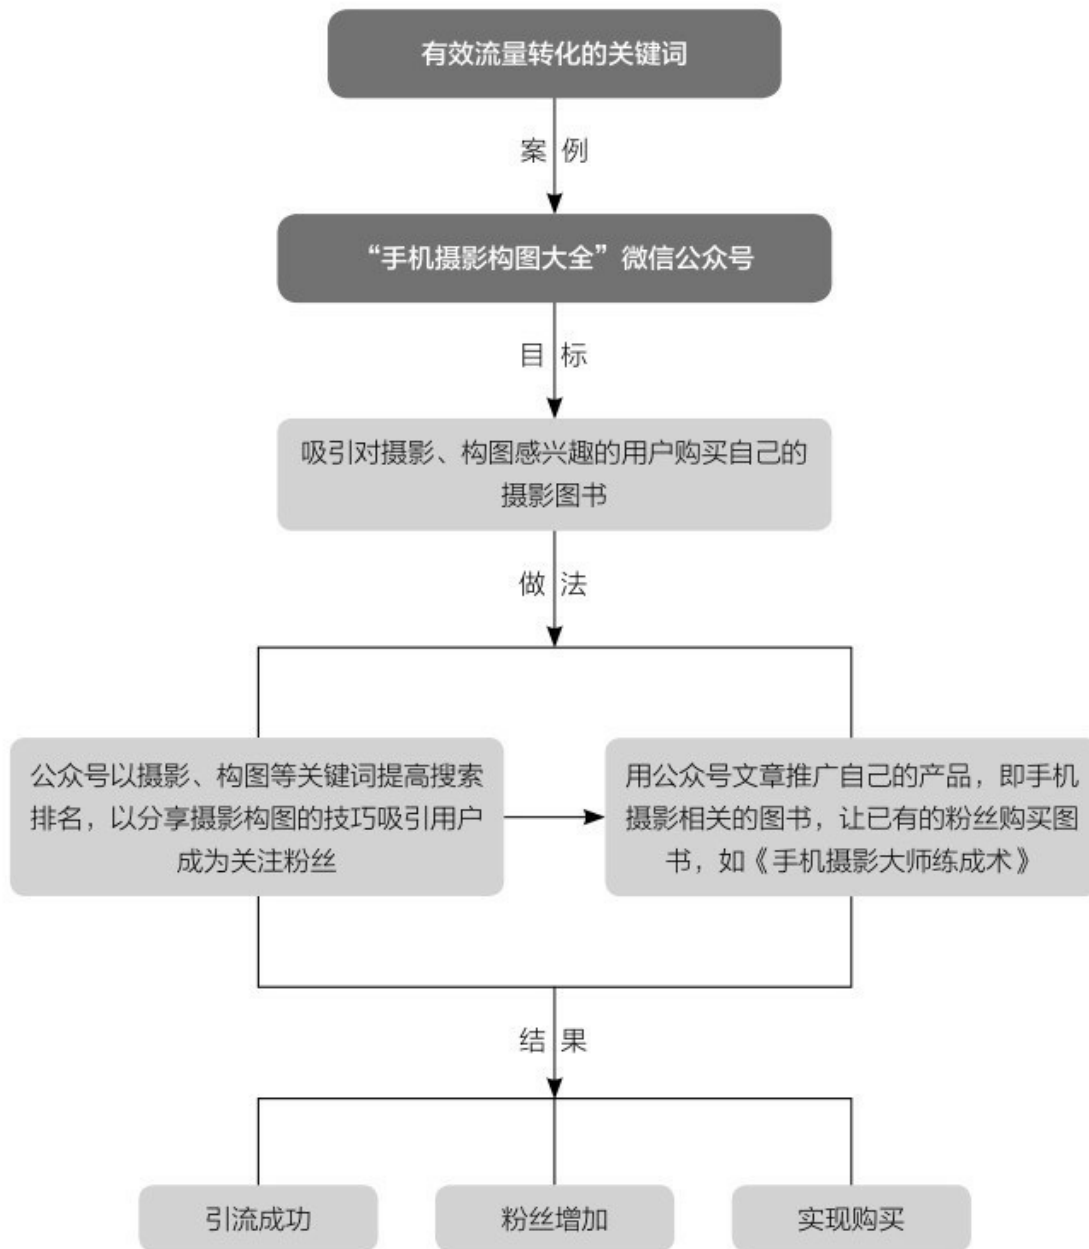 有效流量转化的关键词
案例
“手机摄影构图大全”微信公众号
目标
吸引对摄影、构图感兴趣的用户购买自己的
摄影图书
做法
公众号以摄影、构图等关键词提高搜索
排名，以分享摄影构图的技巧吸引用户
成为关注粉丝
用公众号文章推广自己的产品，即手机
摄影相关的图书，让已有的粉丝购买图
书，如《手机摄影大师练成术》
结果
引流成功
粉丝增加
实现购买